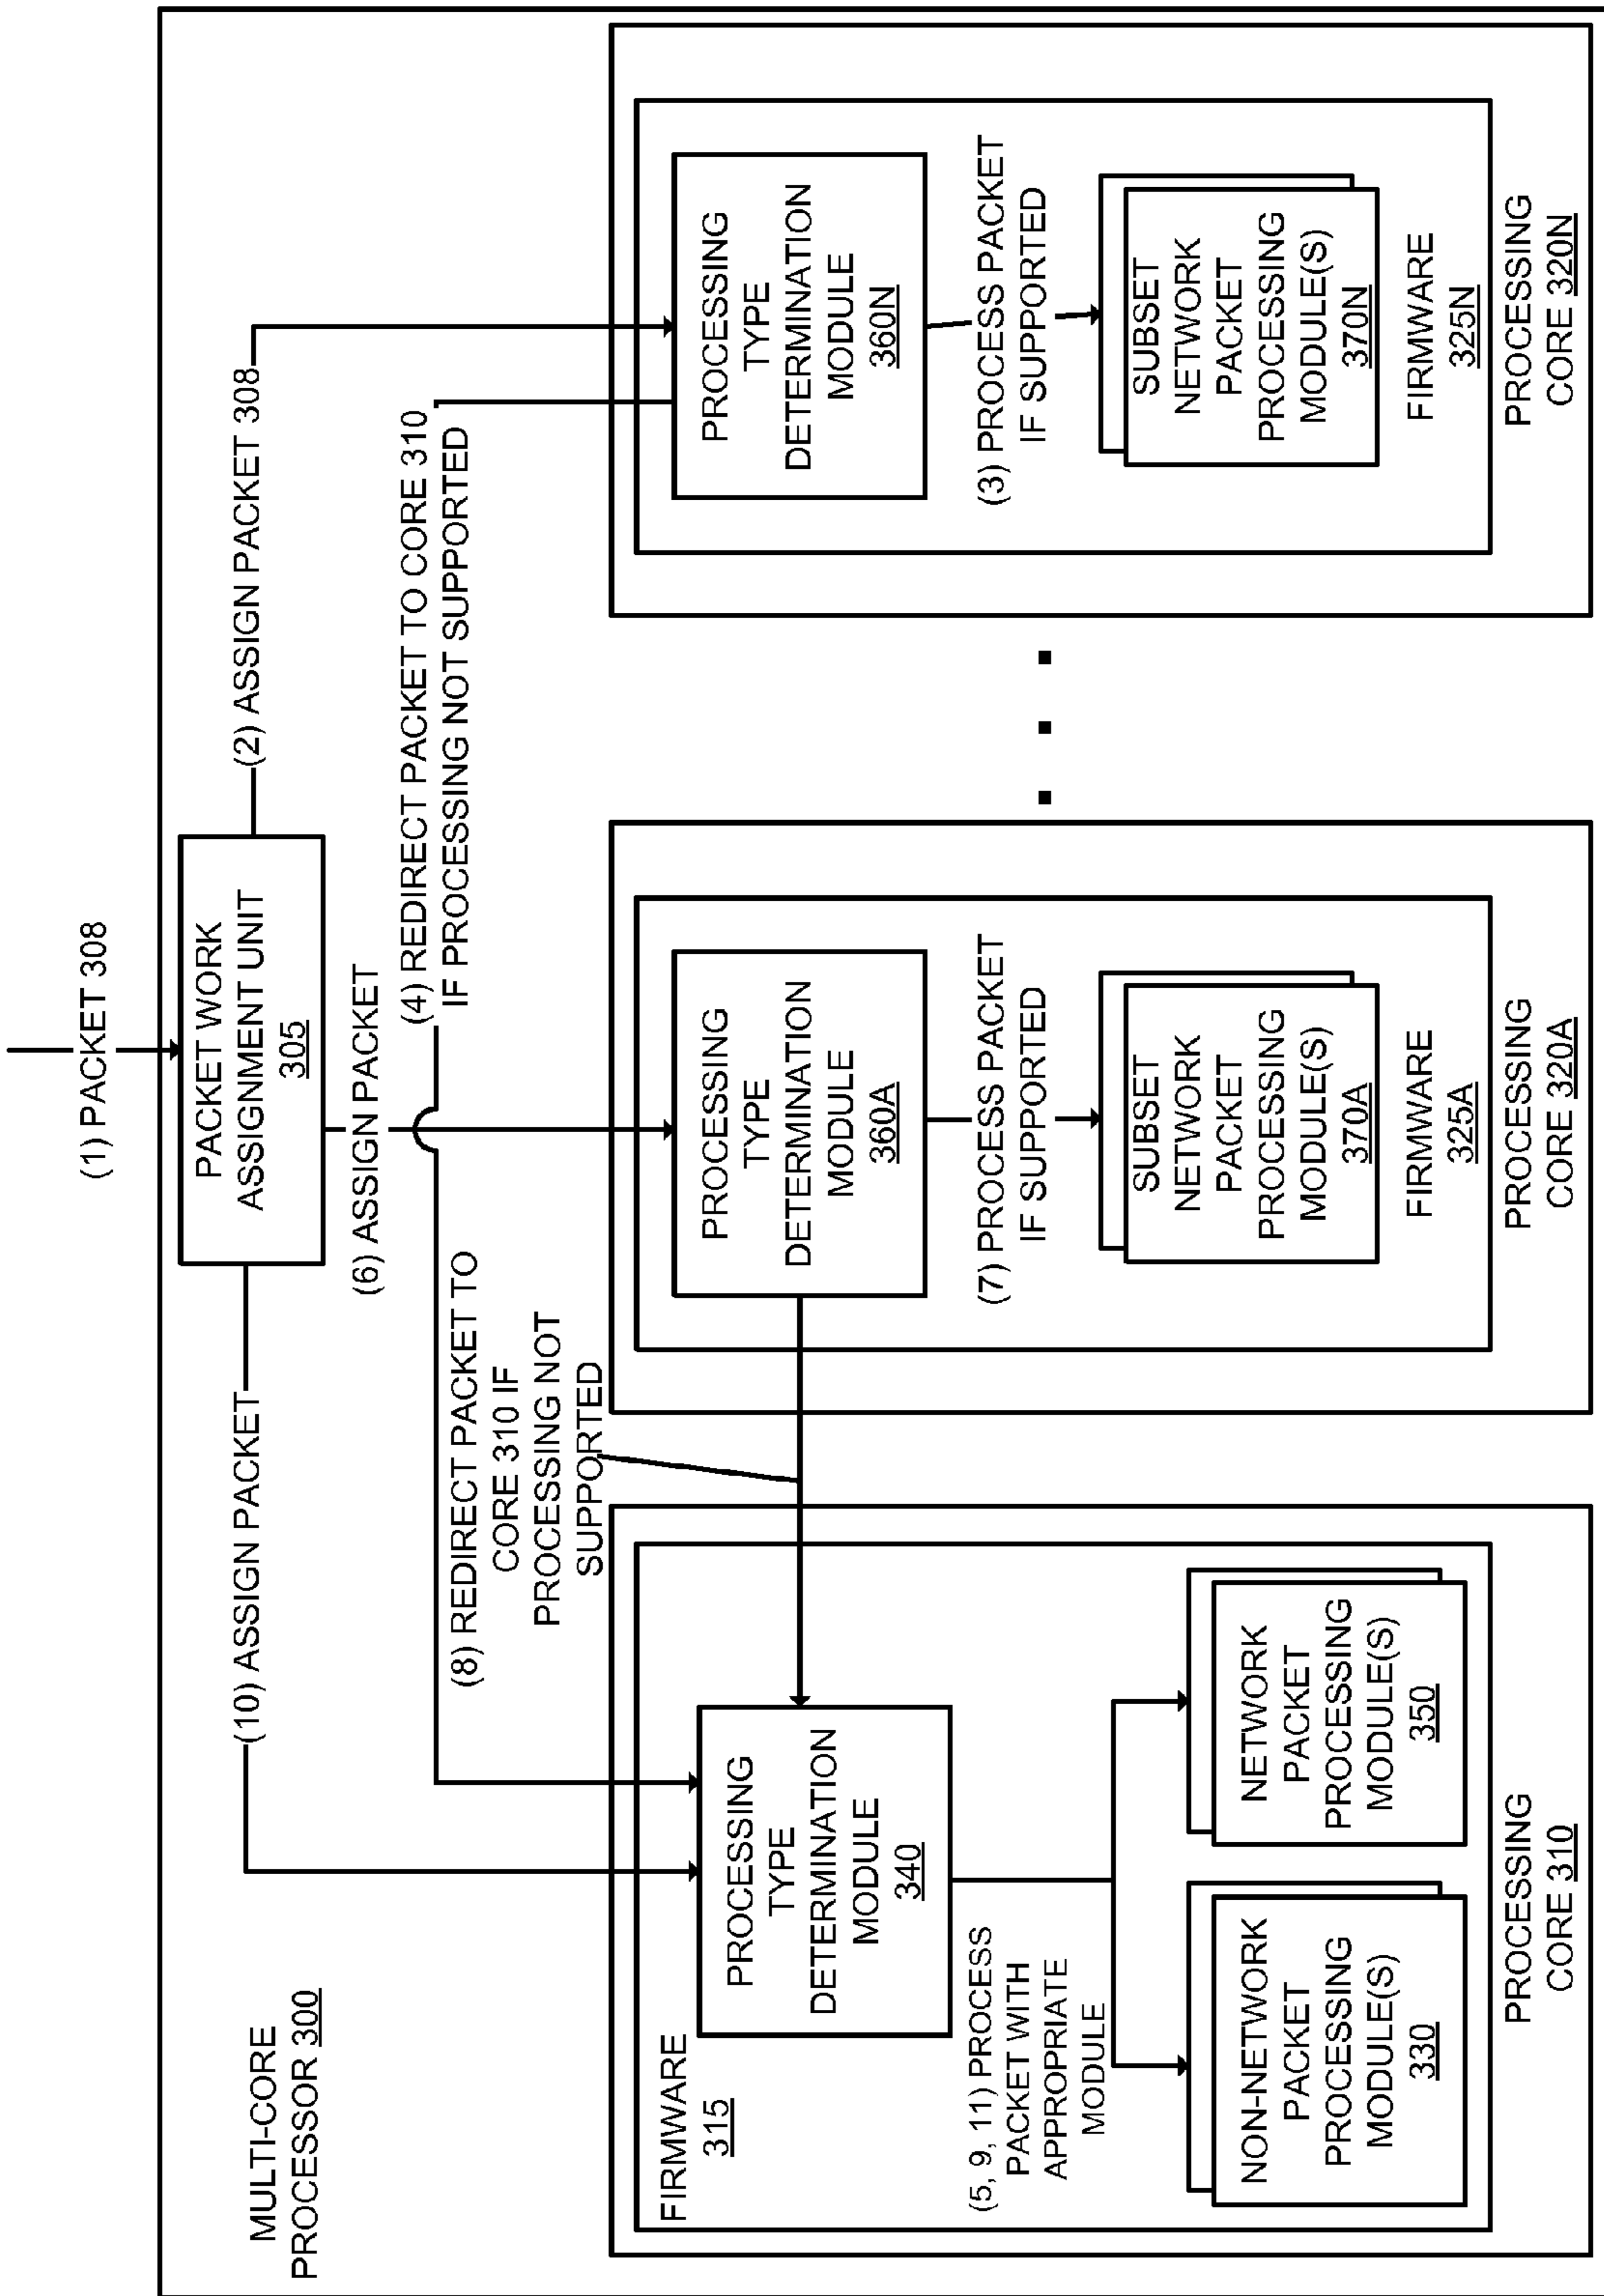 (1) PACKET 308
MULTI-CORE
PROCESSOR 300
PACKET WORK
ASSIGNMENT UNIT
305
(10) ASSIGN PACKET
(2) ASSIGN PACKET 308
(6) ASSIGN PACKET
(4) REDIRECT PACKET TO CORE 310
IF PROCESSING NOT SUPPORTED
(8) REDIRECT PACKET TO
CORE 310 IF
PROCESSING NOT
SUPPORTED
FIRMWARE
315
PROCESSING
TYPE
DETERMINATION
MODULE
340
(5, 9, 11) PROCESS
PACKET WITH
APPROPRIATE
MODULE
NON-NETWORK
PACKET
PROCESSING
MODULE(S)
330
NETWORK
PACKET
PROCESSING
MODULE(S)
350
PROCESSING
CORE 310
PROCESSING
TYPE
DETERMINATION
MODULE
360A
(7) PROCESS PACKET
IF SUPPORTED
SUBSET
NETWORK
PACKET
PROCESSING
MODULE(S)
370A
FIRMWARE
325A
PROCESSING
CORE 320A
. . .
PROCESSING
TYPE
DETERMINATION
MODULE
360N
(3) PROCESS PACKET
IF SUPPORTED
SUBSET
NETWORK
PACKET
PROCESSING
MODULE(S)
370N
FIRMWARE
325N
PROCESSING
CORE 320N